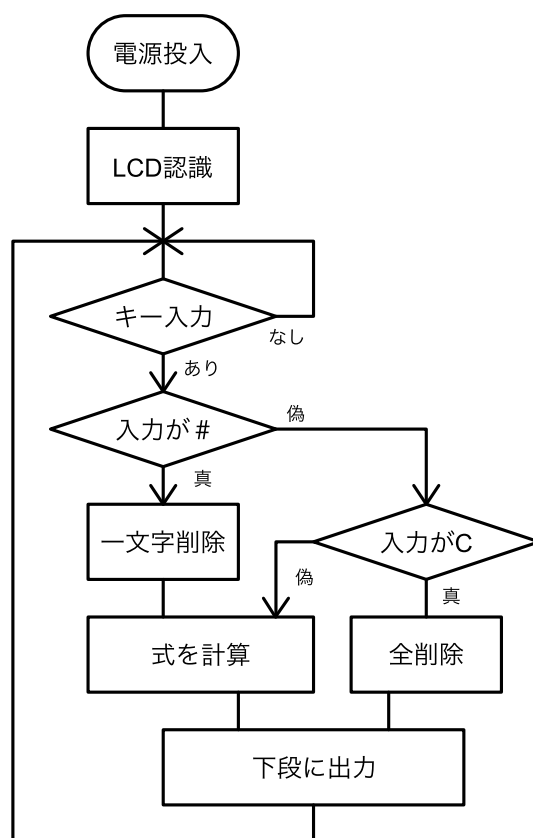 電源投入
LCD認識
キー入力
なし
あり
入力が#
偽
真
一文字削除
入力がC
偽
真
式を計算
全削除
下段に出力